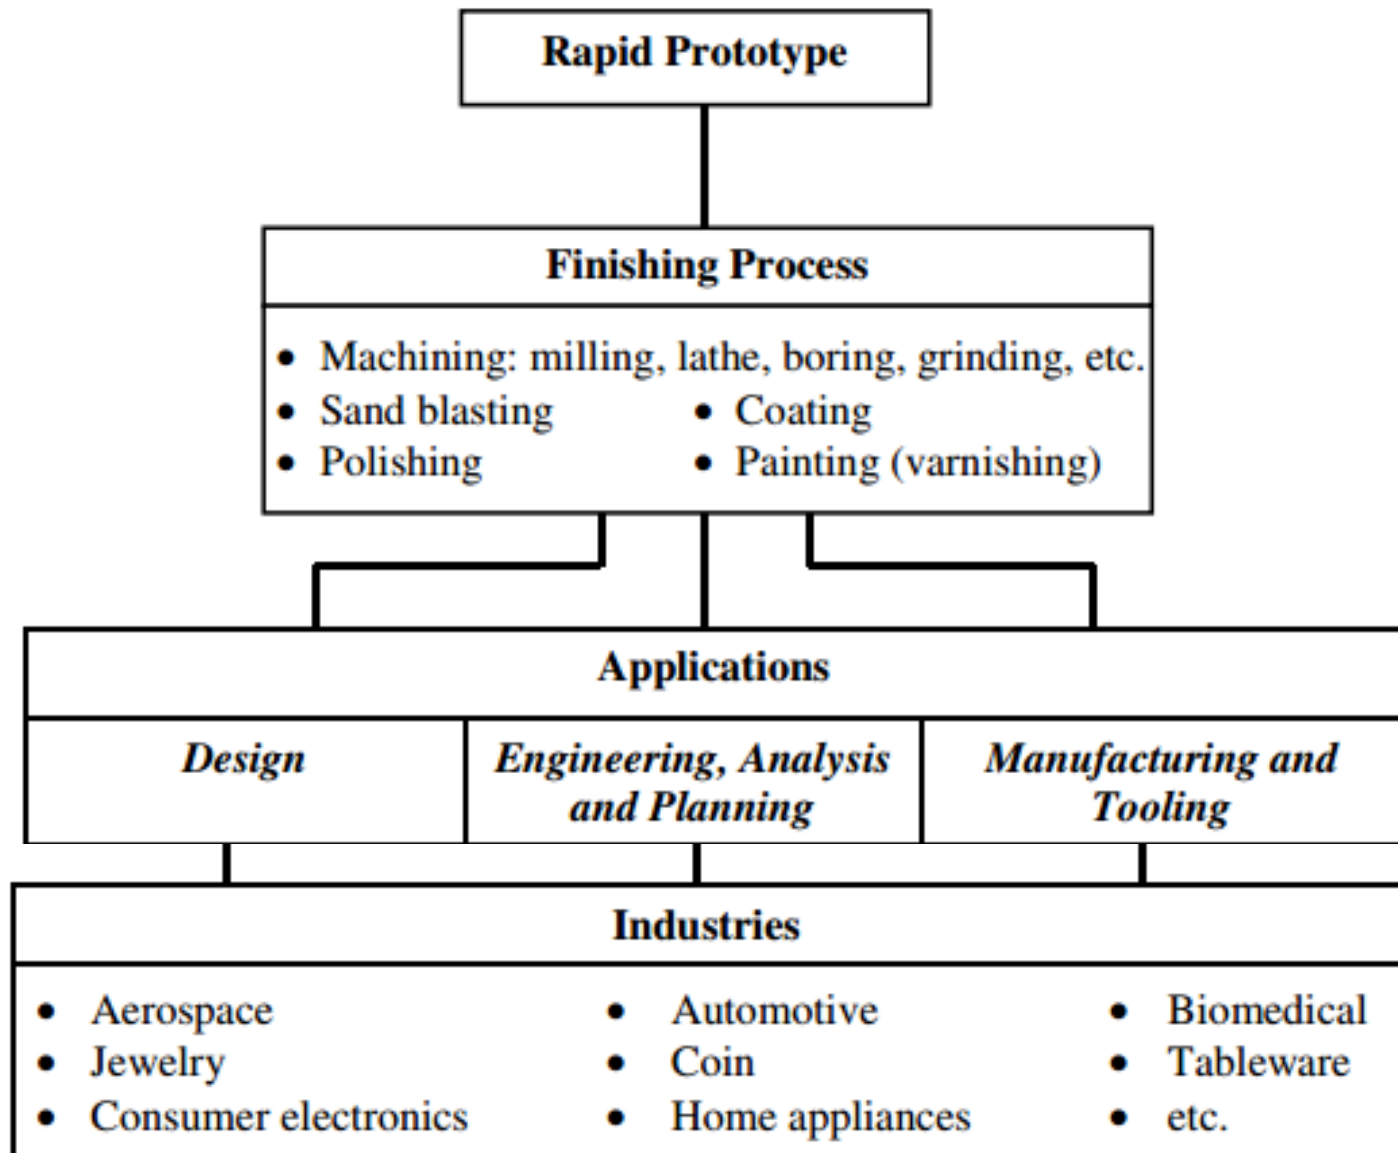 Rapid Prototype
Finishing Process
• Machining: milling, lathe, boring, grinding, etc.
• Sand blasting • Coating
• Polishing • Painting (varnishing)
Applications
Design
Engineering, Analysis
and Planning
Manufacturing and
Tooling
Industries
• Aerospace • Automotive • Biomedical
• Jewelry • Coin • Tableware
• Consumer electronics • Home appliances • etc.